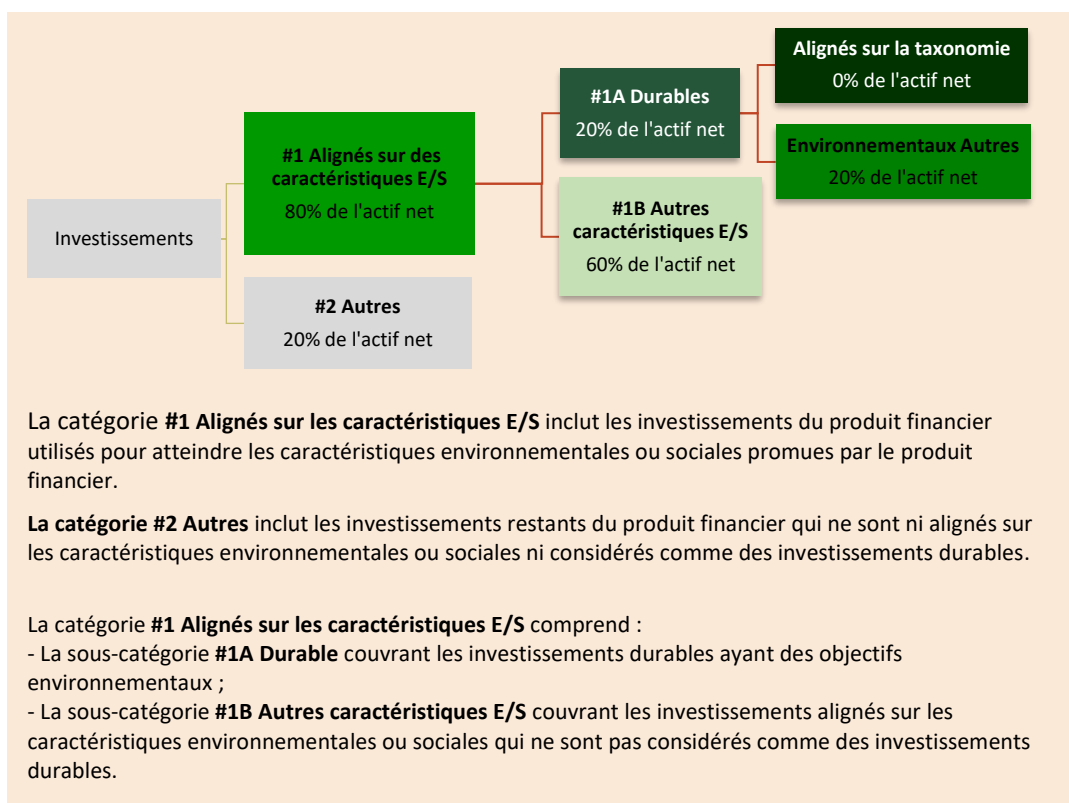 Investissements
#1 Alignés sur des
caractéristiques E/S
80% de l'actif net
#2 Autres
20% de l'actif net
#1A Durables
20% de l'actif net
#1B Autres
caractéristiques E/S
60% de l'actif net
Alignés sur la taxonomie
0% de l'actif net
Environnementaux Autres
20% de l'actif net
La catégorie #1 Alignés sur les caractéristiques E/S inclut les investissements du produit financier
utilisés pour atteindre les caractéristiques environnementales ou sociales promues par le produit
financier.
La catégorie #2 Autres inclut les investissements restants du produit financier qui ne sont ni alignés sur
les caractéristiques environnementales ou sociales ni considérés comme des investissements durables.
La catégorie #1 Alignés sur les caractéristiques E/S comprend :
- La sous-catégorie #1A Durable couvrant les investissements durables ayant des objectifs
environnementaux ;
- La sous-catégorie #1B Autres caractéristiques E/S couvrant les investissements alignés sur les
caractéristiques environnementales ou sociales qui ne sont pas considérés comme des investissements
durables.